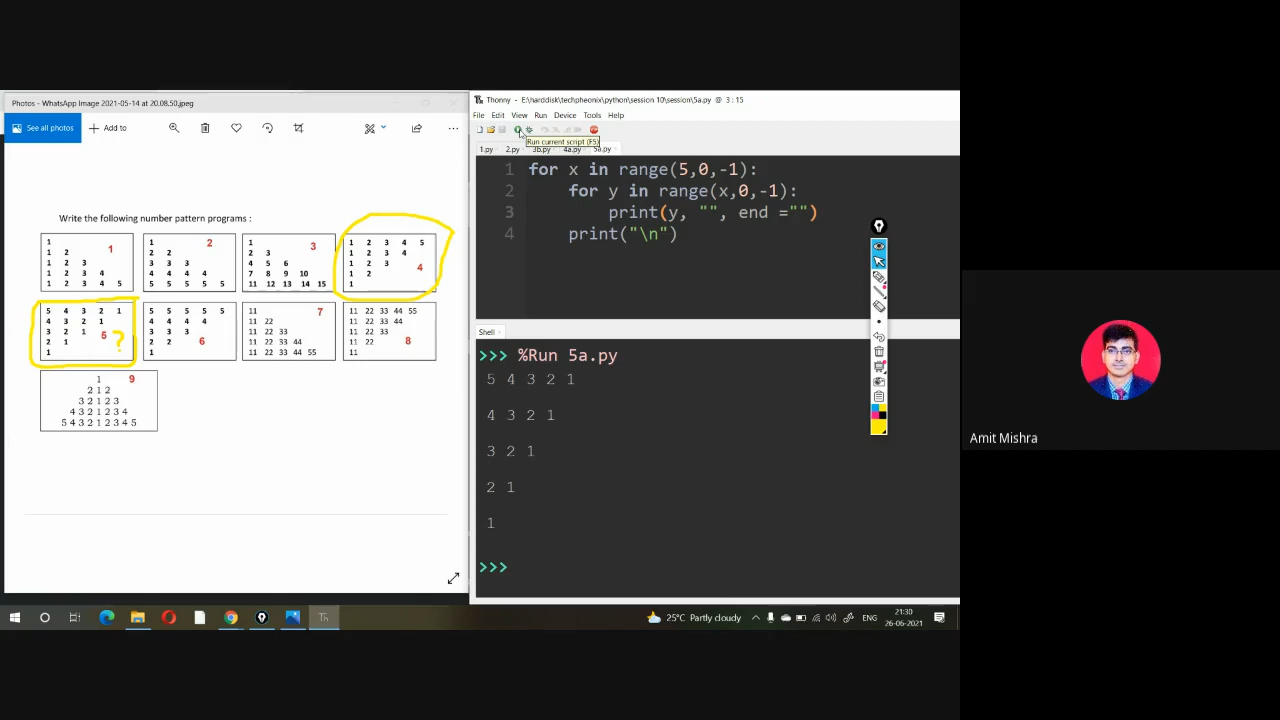 Photos - WhatsApp Image 2021-05-14 at 20.08.50.jpeg
See all photos
Add to
Write the following number pattern programs :
1
1 2
1 2 3
1 2 3 4
1 2 3 4 5
1
1
2 2
3 3 3
4 4 4 4
5 5 5 5 5
2
1
2 3
4 5 6
7 8 9 10
11 12 13 14 15
3
1 2 3 4 5
1 2 3 4
1 2 3
1 2
1
4
5 4 3 2 1
4 3 2 1
3 2 1
2 1
1
5 ?
5 5 5 5 5
4 4 4 4
3 3 3
2 2
1
6
11
11 22
11 22 33
11 22 33 44
11 22 33 44 55
7
11 22 33 44 55
11 22 33 44
11 22 33
11 22
11
8
1
2 1 2
3 2 1 2 3
4 3 2 1 2 3 4
5 4 3 2 1 2 3 4 5
9
Thonny - E:\harddisk\techpheonix\python\session 10\session\5a.py @ 3 : 15
File Edit View Run Device Tools Help
Run current script (F5)
1.py 2.py 3b.py 4a.py 5a.py
1 for x in range(5,0,-1):
2 for y in range(x,0,-1):
3 print(y, "", end ="")
4 print("\n")
Shell
>>> %Run 5a.py
5 4 3 2 1
4 3 2 1
3 2 1
2 1
1
>>>
Amit Mishra
Th
25°C Partly cloudy
ENG
21:30
26-06-2021